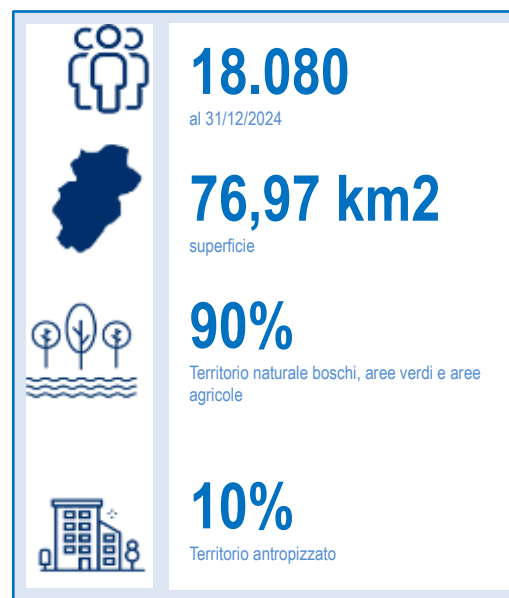 18.080
al 31/12/2024
76,97 km2
superficie
90%
Territorio naturale boschi, aree verdi e aree
agricole
10%
Territorio antropizzato